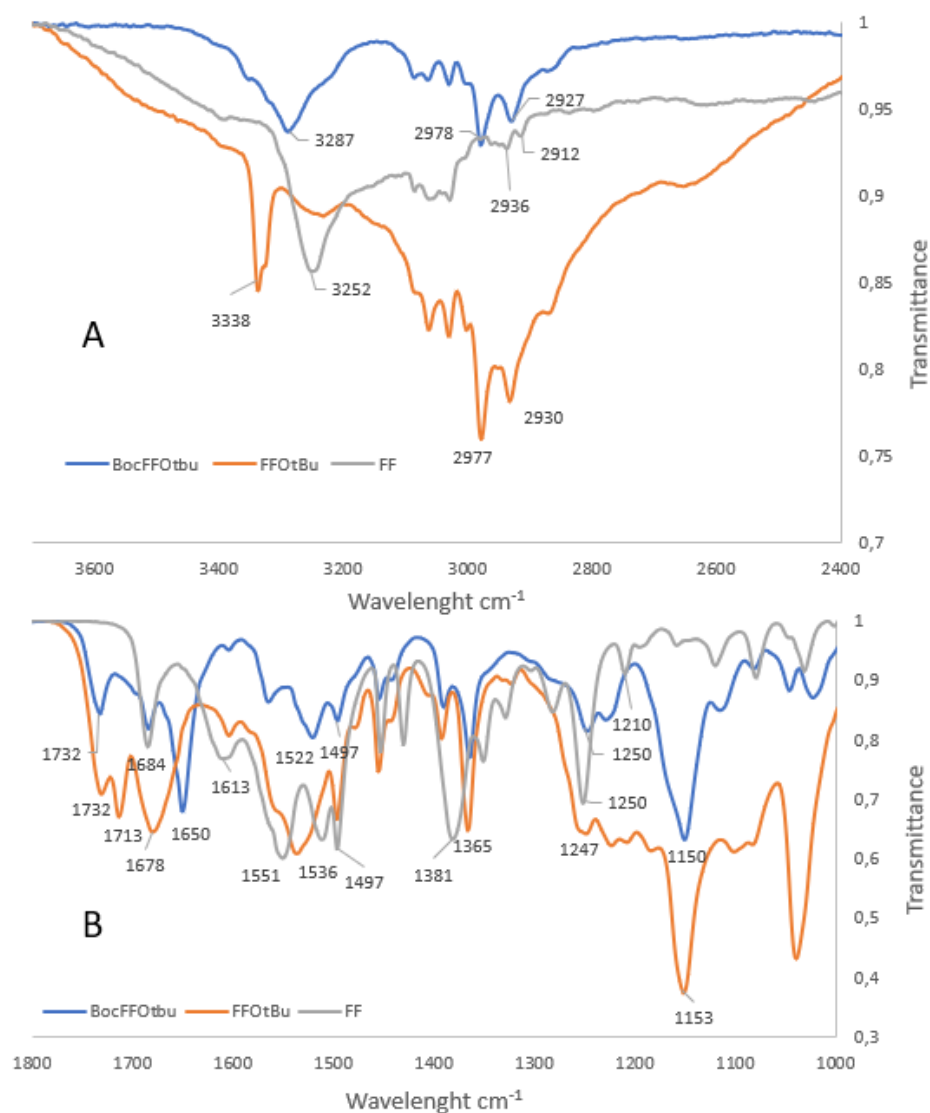 1
0,95
2927
3287
2978
2912
0,9
2936
0,85
3252
3338
A
0,8
Transmittance
2930
2977
BocFFOtbu FFOtBu FF
0,75
0,7
3600 3400 3200 3000 2800 2600 2400
Wavelenght cm-1
1
0,9
1210
1732 1684 1522 1497
0,8
1250
1613
1732
1250
0,7
1713 1650
1365 1247 1150
1678
0,6
1551 1536 1497 1381
Transmittance
B
0,5
0,4
BocFFOtbu FFOtBu FF
1153
0,3
1800 1700 1600 1500 1400 1300 1200 1100 1000
Wavelenght cm-1